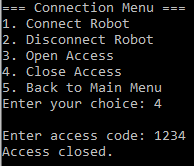 === Connection Menu ===
1. Connect Robot
2. Disconnect Robot
3. Open Access
4. Close Access
5. Back to Main Menu
Enter your choice: 4
Enter access code: 1234
Access closed.